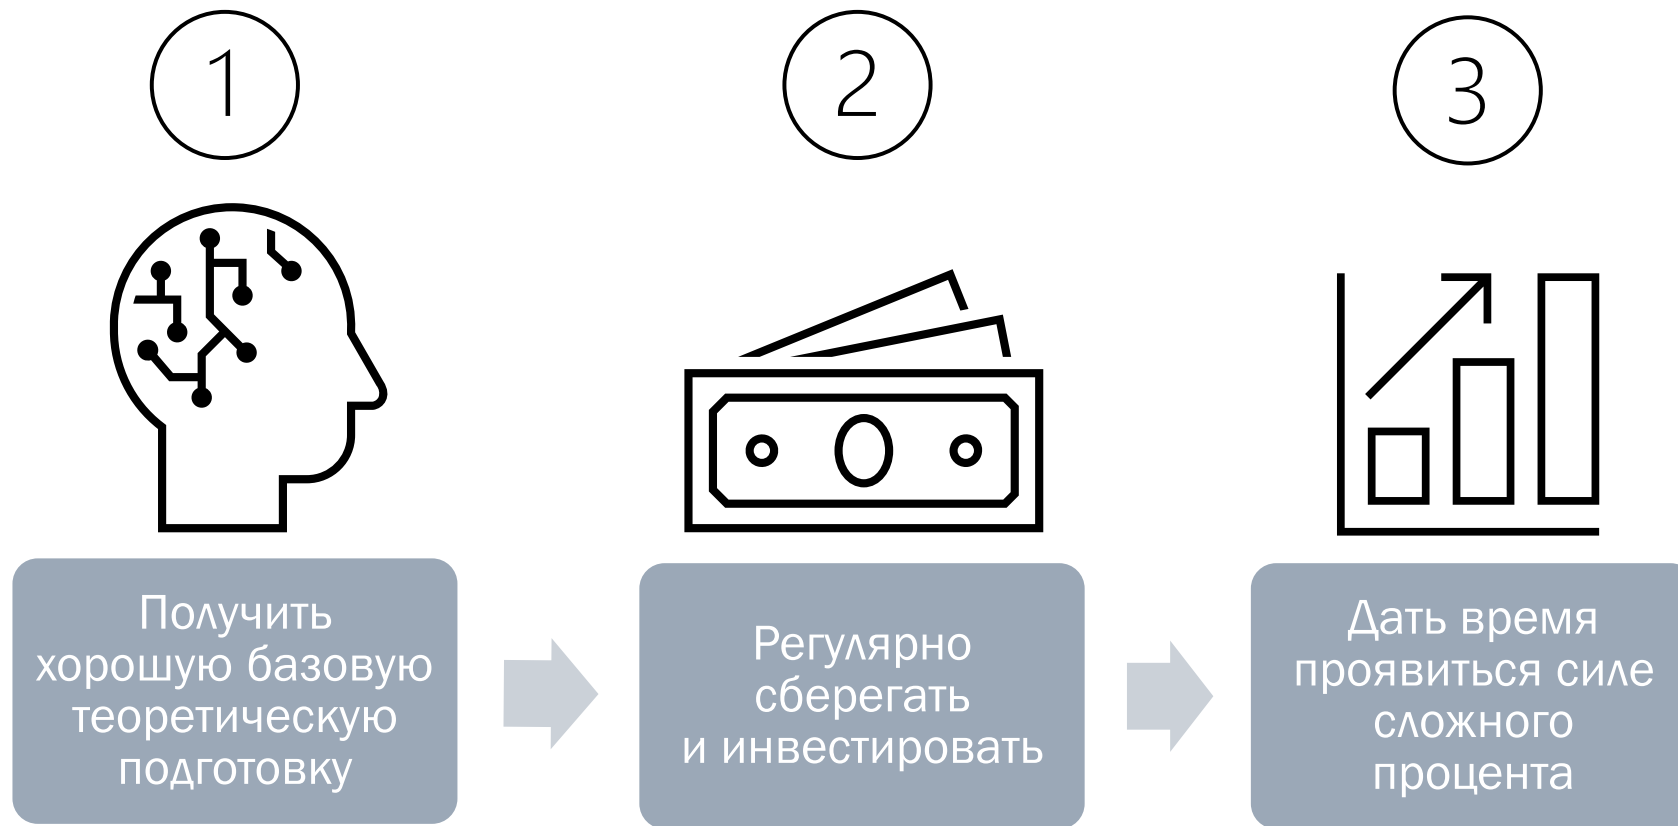 1
Получить
хорошую базовую
теоретическую
подготовку
2
Регулярно
сберегать
и инвестировать
3
Дать время
проявиться силе
сложного
процента